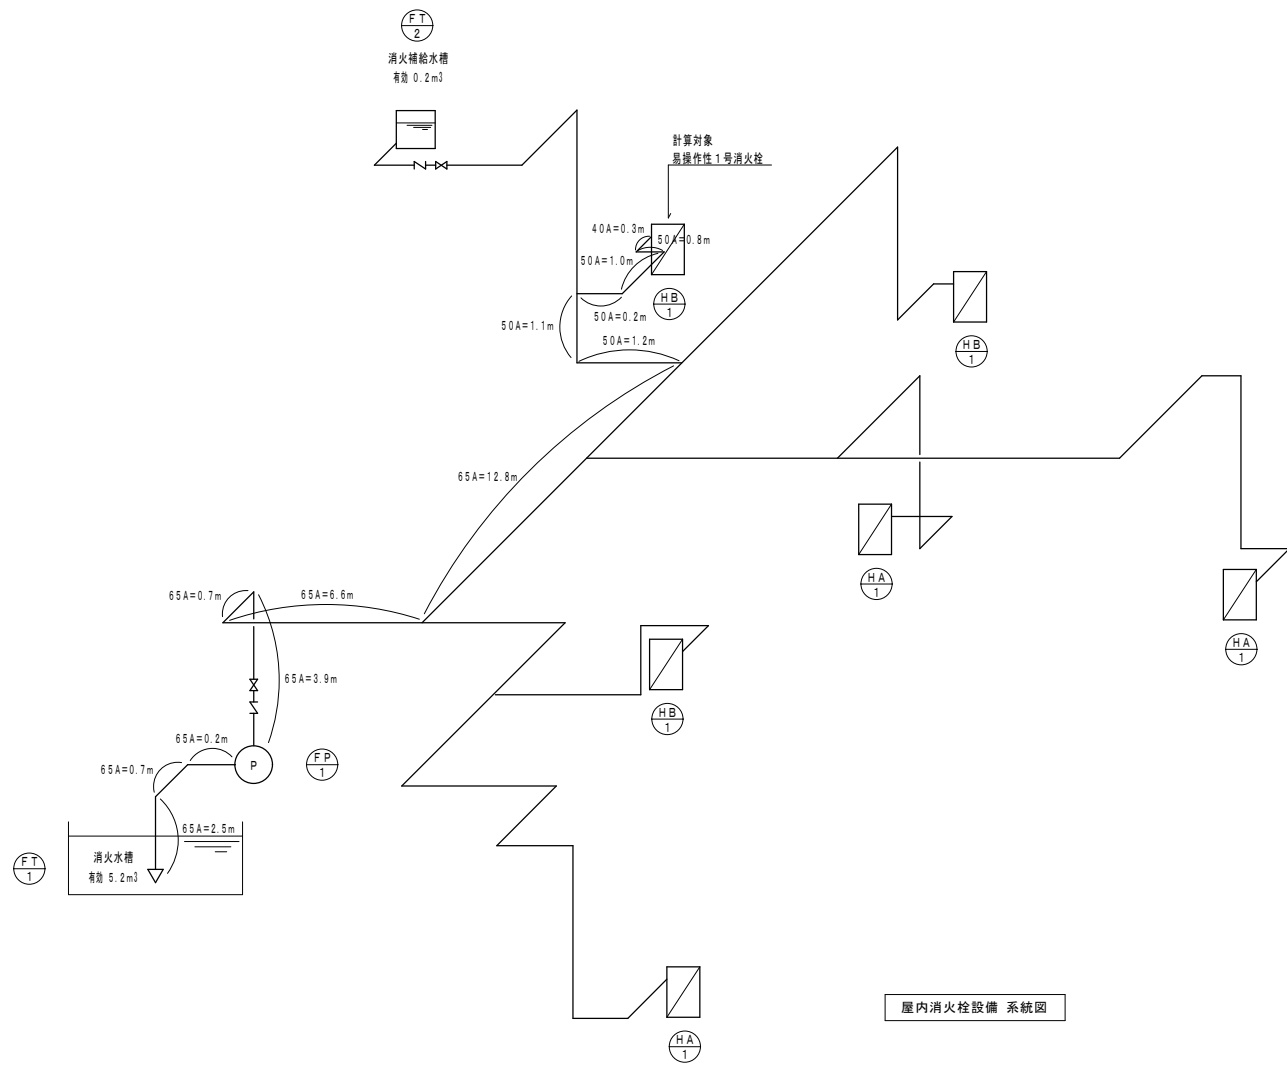 FT
2
消火補給水槽
有効 0.2m3
計算対象
易操作性１号消火栓
40A=0.3m
50A=0.8m
50A=1.0m
HB
1
50A=0.2m
50A=1.1m
50A=1.2m
HB
1
65A=12.8m
HA
1
65A=0.7m
65A=6.6m
HA
1
65A=3.9m
HB
1
65A=0.2m
P
FP
1
65A=0.7m
65A=2.5m
FT
1
消火水槽
有効 5.2m3
屋内消火栓設備 系統図
HA
1